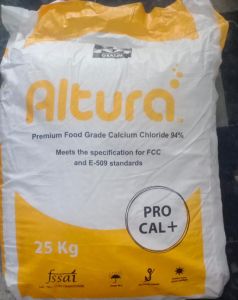 Altura
Premium Food Grade Calcium Chloride 94%
Meets the specification for FCC
and E-509 standards
PRO
CAL+
25 Kg
fssai